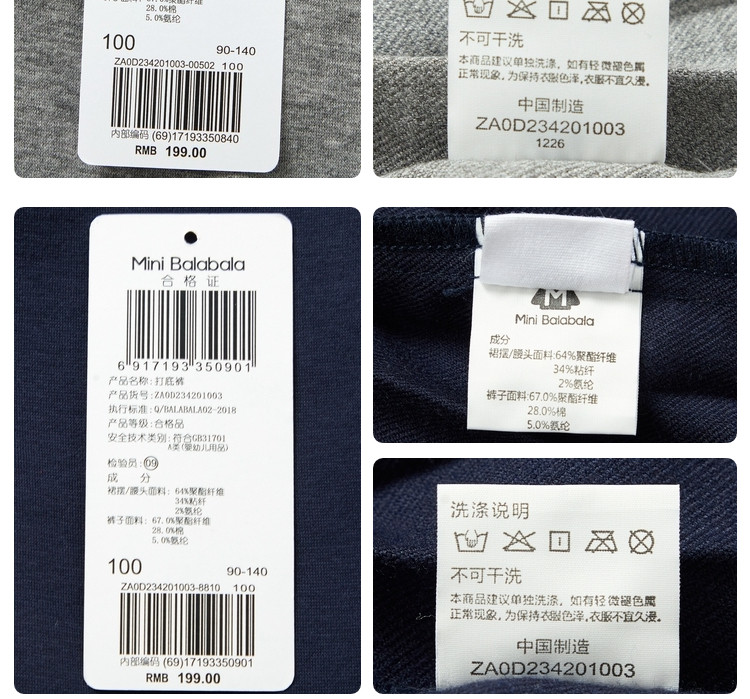 28.0%棉
5.0%氨纶
100
90-140
ZA0D234201003-00502 100
内部编码 (69)17193350840
RMB 199.00
不可干洗
本商品建议单独洗涤，如有轻微褪色属
正常现象，为保持衣服色泽，衣服不宜久浸。
中国制造
ZA0D234201003
1226
Mini Balabala
合格证
6 917193 350901
产品名称：打底裤
产品货号：ZA0D234201003
执行标准：Q/BALABALA02-2018
产品等级：合格品
安全技术类别：符合GB31701
A类(婴幼儿用品)
检验员：09
成 分
裙摆/腰头面料：64%聚酯纤维
34%粘纤
2%氨纶
裤子面料：67.0%聚酯纤维
28.0%棉
5.0%氨纶
100
90-140
ZA0D234201003-8810 100
内部编码 (69)17193350901
RMB 199.00
M
Mini Balabala
成分
裙摆/腰头面料:64%聚酯纤维
34%粘纤
2%氨纶
裤子面料:67.0%聚酯纤维
28.0%棉
5.0%氨纶
洗涤说明
不可干洗
本商品建议单独洗涤，如有轻微褪色属
正常现象，为保持衣服色泽，衣服不宜久浸。
中国制造
ZA0D234201003